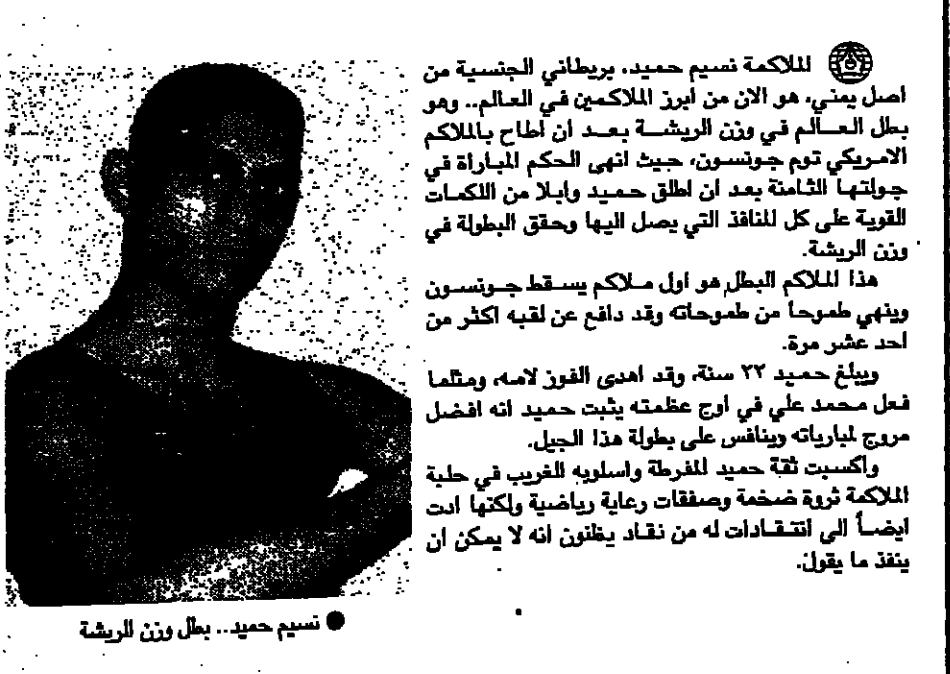 الملاكمة نسيم حميد. بريطاني الجنسية من
اصل يمني، هو الان من ابرز الملاكمين في العالم.. وهو
بطل العالم في وزن الريشة بعد ان اطاح بالملاكم
الامريكي توم جونسون، حيث انهى الحكم المباراة في
جولتها الثامنة بعد ان اطلق حميد وابلا من اللكمات
القوية على كل المنافذ التي يصل اليها وحقق البطولة في
وزن الريشة.
هذا الملاكم البطل هو اول ملاكم يسقط جونسون
وينهي طموحا من طموحاته وقد دافع عن لقبه اكثر من
احد عشر مرة.
ويبلغ حميد ٢٢ سنة، وقد اهدى الفوز لامه، ومثلما
فعل محمد علي في اوج عظمته يثبت حميد انه افضل
مروج لمبارياته وينافس على بطولة هذا الجيل.
واكسبت ثقة حميد المفرطة واسلوبه الغريب في حلبة
الملاكمة ثروة ضخمة وصفقات رعاية رياضية ولكنها ادت
ايضاً الى انتقادات له من نقاد يظنون انه لا يمكن ان
ينفذ ما يقول.
● نسيم حميد.. بطل وزن الريشة